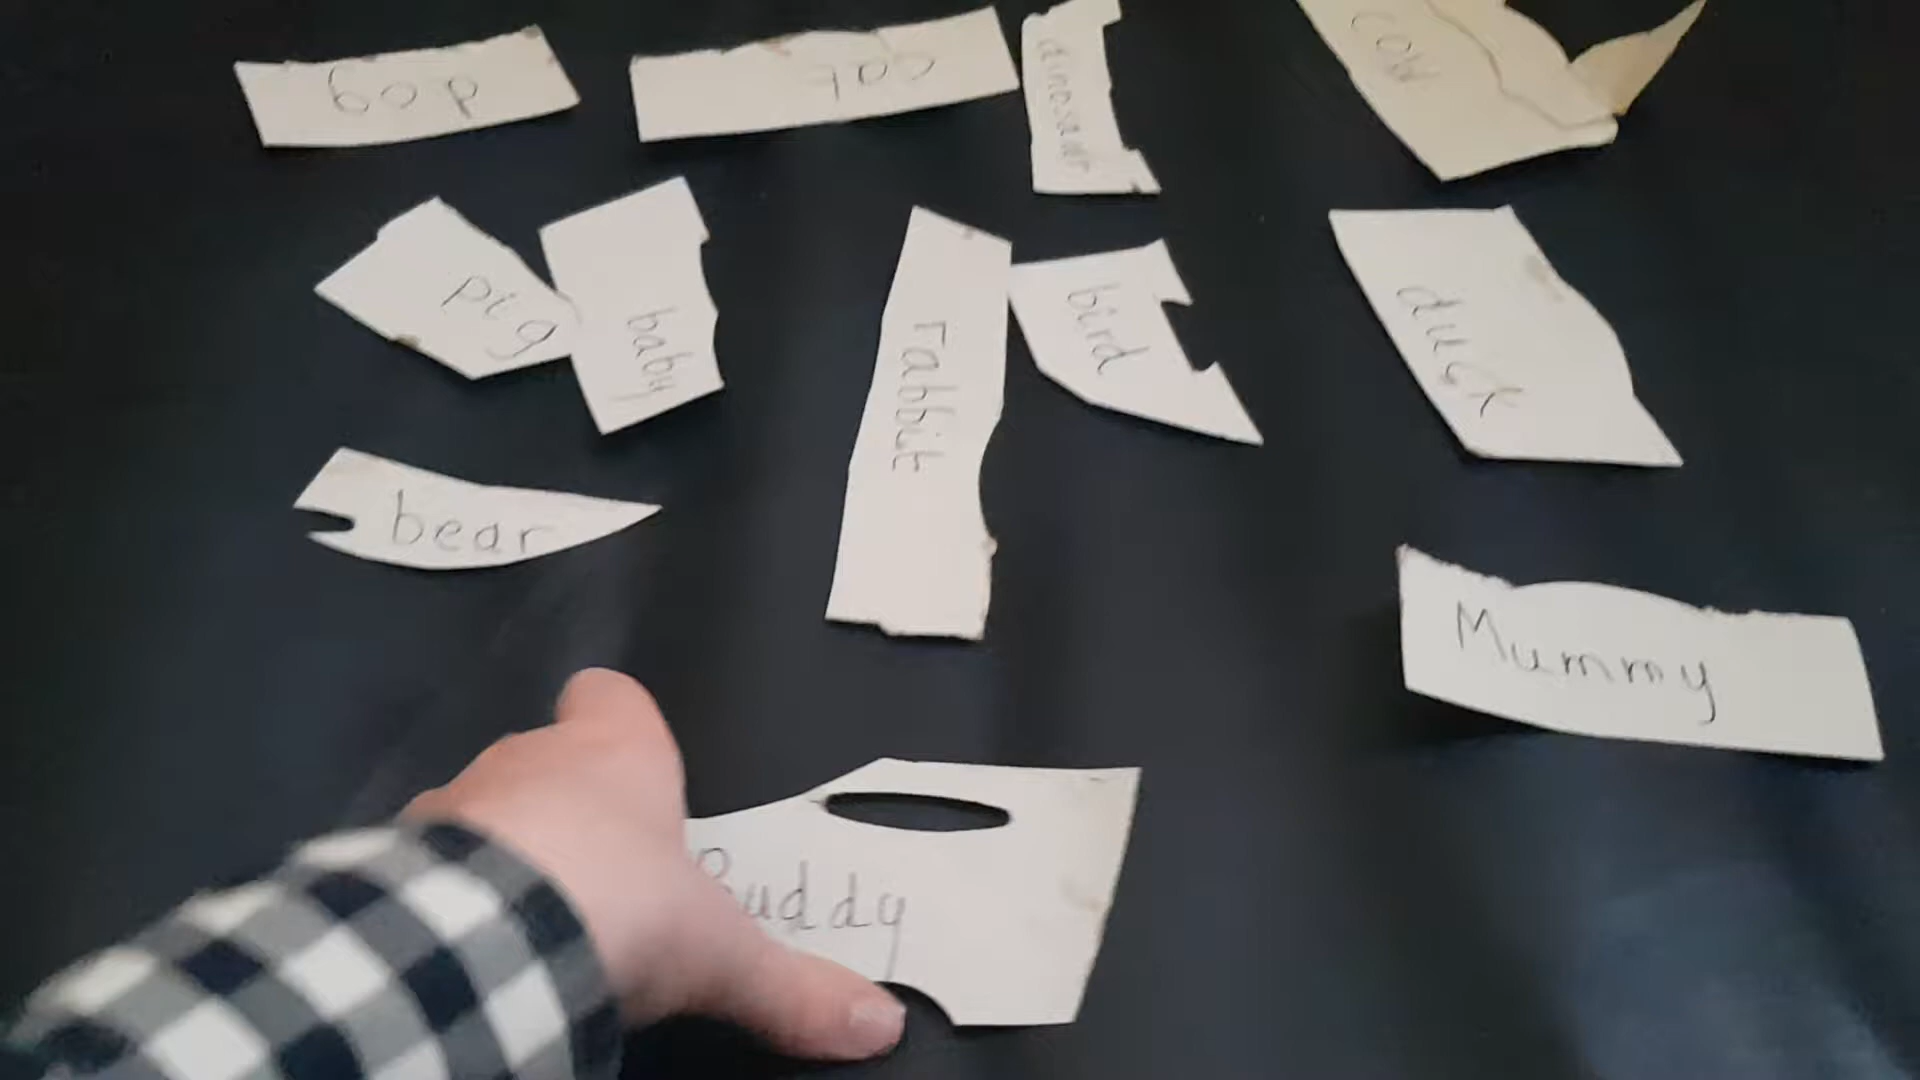 dog
cat
dinosaur
cow
pig
baby
rabbit
bird
duck
bear
Mummy
Buddy